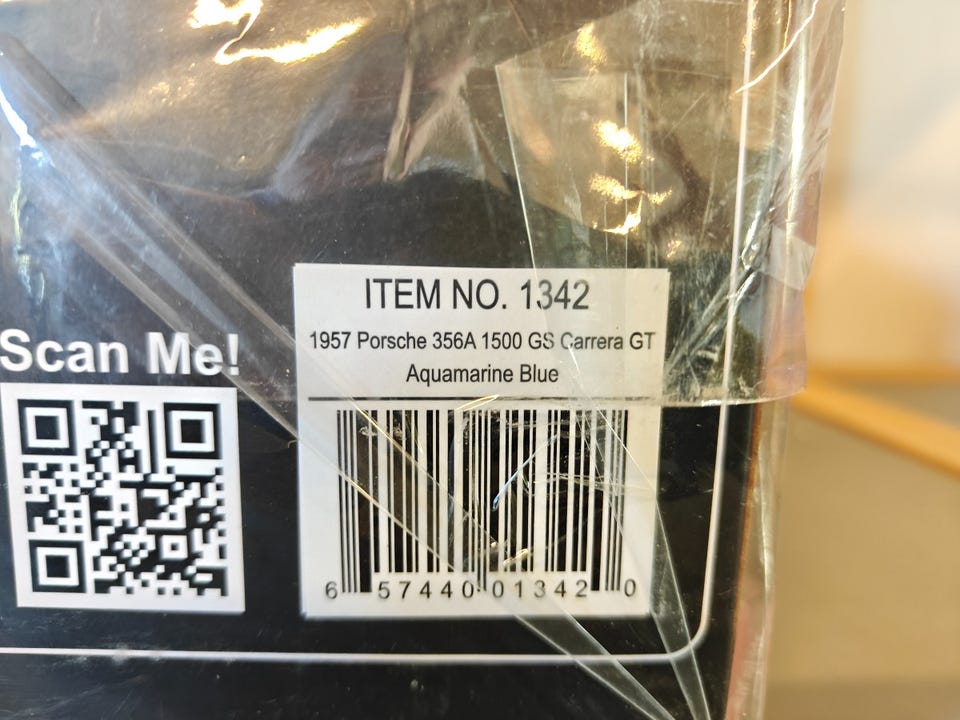 ITEM NO. 1342
1957 Porsche 356A 1500 GS Carrera GT
Aquamarine Blue
Scan Me!
6 57440 01342 0